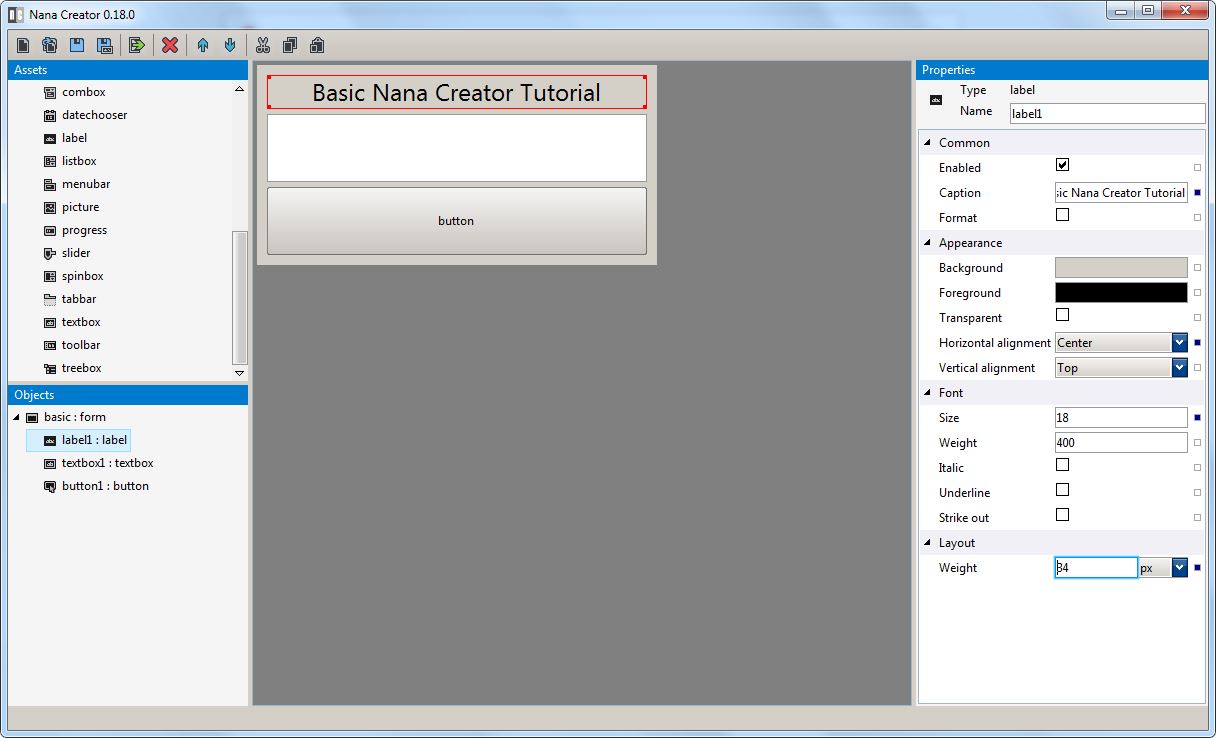 Nana Creator 0.18.0
Assets
combox
datechooser
label
listbox
menubar
picture
progress
slider
spinbox
tabbar
textbox
toolbar
treebox
Objects
basic : form
label1 : label
textbox1 : textbox
button1 : button
Basic Nana Creator Tutorial
button
Properties
Type label
Name label1
Common
Enabled
Caption sic Nana Creator Tutorial
Format
Appearance
Background
Foreground
Transparent
Horizontal alignment Center
Vertical alignment Top
Font
Size 18
Weight 400
Italic
Underline
Strike out
Layout
Weight 34 px